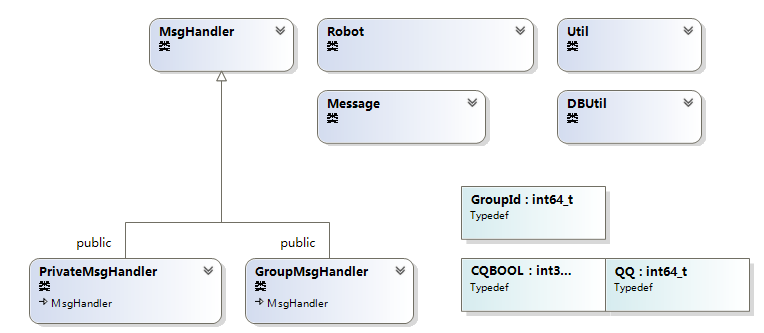 MsgHandler
Robot
Util
Message
DBUtil
GroupId : int64_t
Typedef
public
public
PrivateMsgHandler
MsgHandler
GroupMsgHandler
MsgHandler
CQBOOL : int3...
Typedef
QQ : int64_t
Typedef